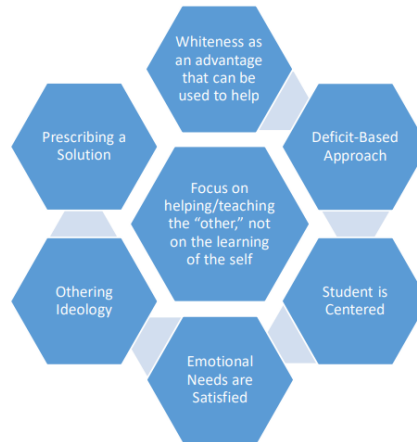 Whiteness as
an advantage
that can be
used to help
Prescribing a
Solution
Deficit-Based
Approach
Focus on
helping/teaching
the “other,” not
on the learning
of the self
Othering
Ideology
Student is
Centered
Emotional
Needs are
Satisfied